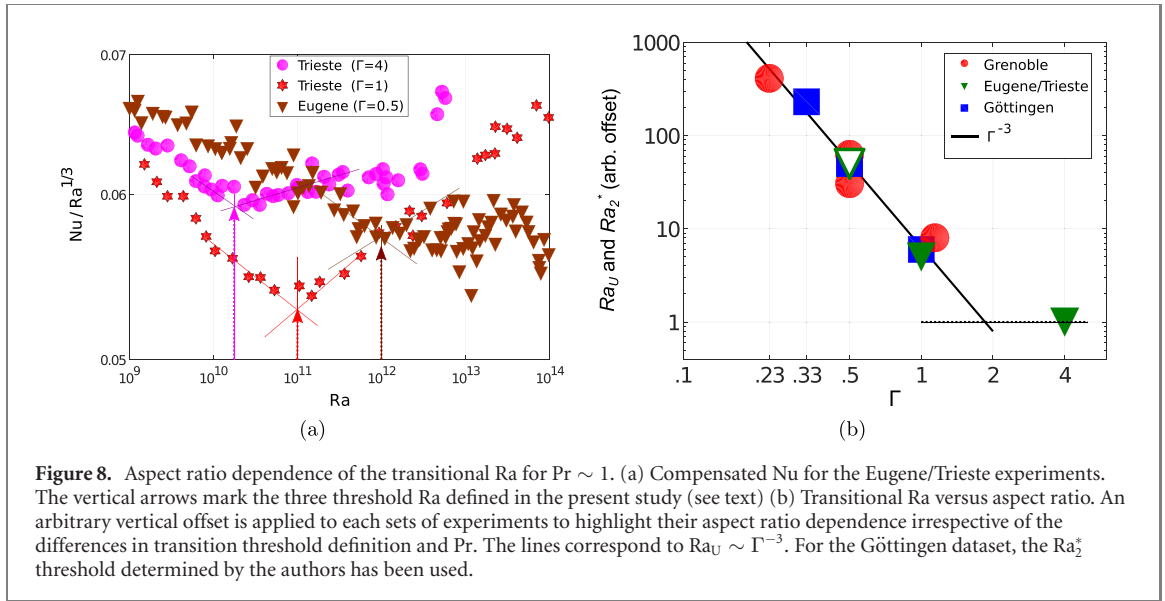 0.07
0.06
0.05
Nu / Ra^{1/3}
Trieste (Γ=4)
Trieste (Γ=1)
Eugene (Γ=0.5)
10^9
10^{10}
10^{11}
10^{12}
10^{13}
10^{14}
Ra
(a)
1000
100
10
1
Ra_U and Ra_2^* (arb. offset)
Grenoble
Eugene/Trieste
Göttingen
Γ^{-3}
.1
.23
.33
.5
1
2
4
Γ
(b)
Figure 8. Aspect ratio dependence of the transitional Ra for Pr ∼ 1. (a) Compensated Nu for the Eugene/Trieste experiments.
The vertical arrows mark the three threshold Ra defined in the present study (see text) (b) Transitional Ra versus aspect ratio. An
arbitrary vertical offset is applied to each sets of experiments to highlight their aspect ratio dependence irrespective of the
differences in transition threshold definition and Pr. The lines correspond to Ra_U ∼ Γ^{−3}. For the Göttingen dataset, the Ra_2^*
threshold determined by the authors has been used.